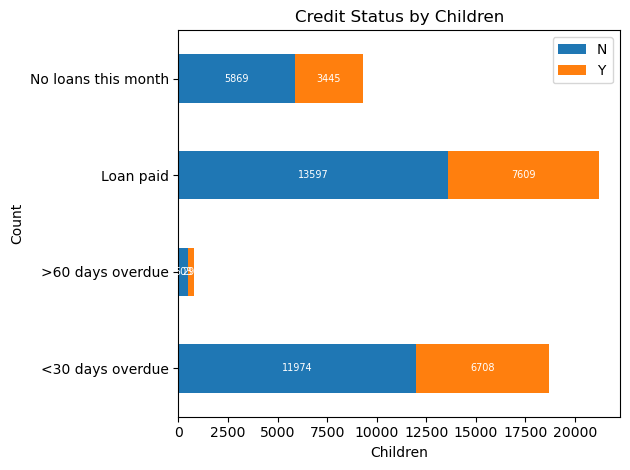 Credit Status by Children
N
Y
No loans this month
5869
3445
Loan paid
13597
7609
>60 days overdue
<30 days overdue
11974
6708
Count
0
2500
5000
7500
10000
12500
15000
17500
20000
Children